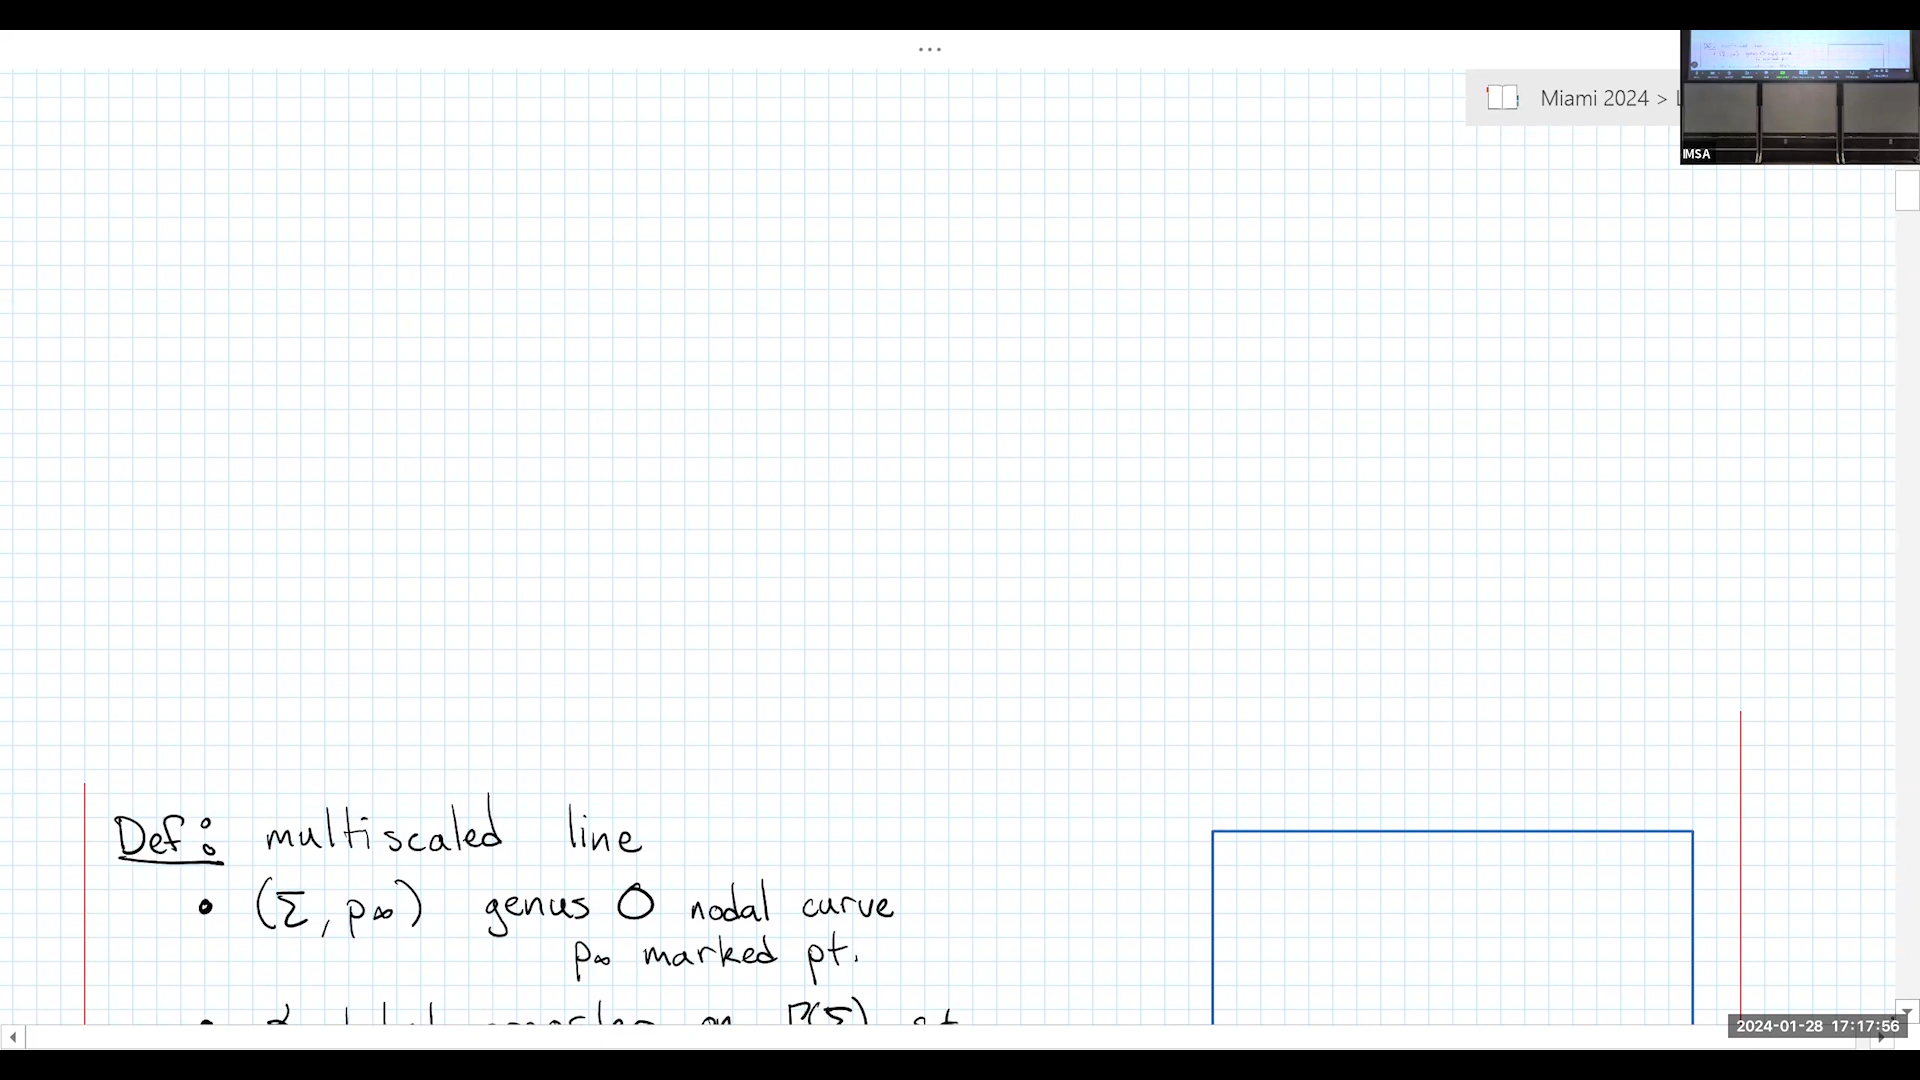 Miami 2024 >
IMSA
Def: multiscaled line
• (Σ, p∞) genus 0 nodal curve
p∞ marked pt.
2024-01-28 17:17:56